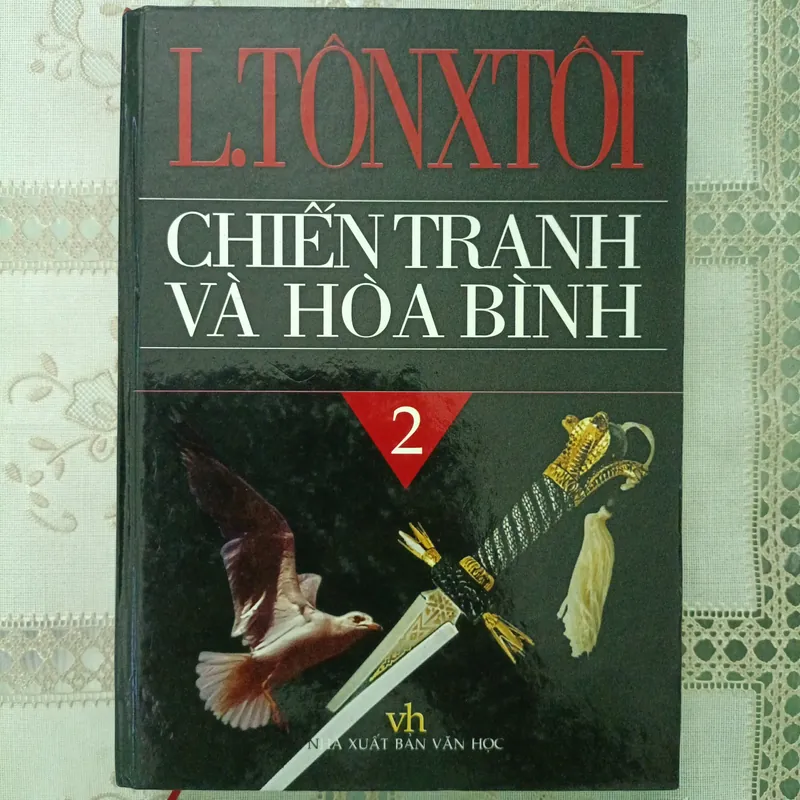 L.TÔNXTÔI
CHIẾN TRANH
VÀ HÒA BÌNH
2
vh
NHÀ XUẤT BẢN VĂN HỌC